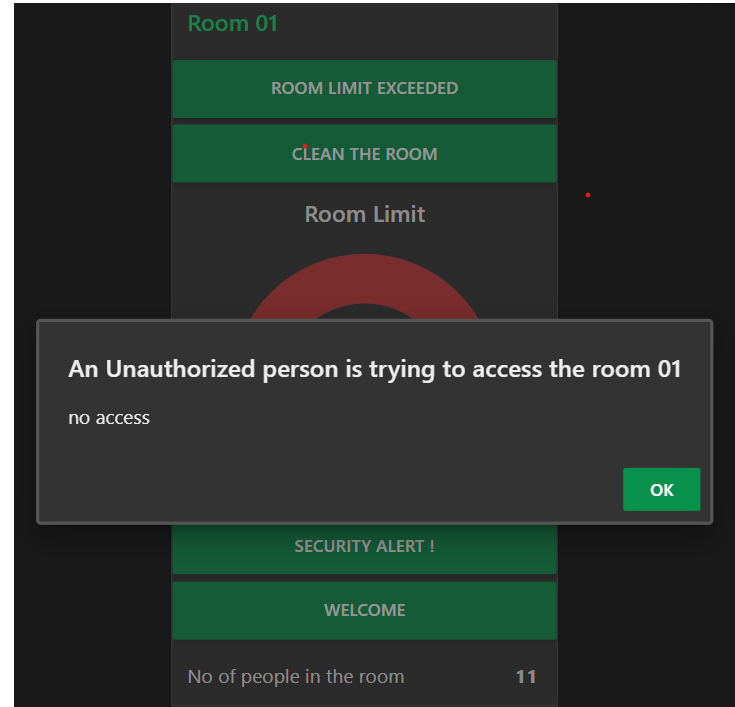 Room 01
ROOM LIMIT EXCEEDED
CLEAN THE ROOM
Room Limit
An Unauthorized person is trying to access the room 01
no access
OK
SECURITY ALERT !
WELCOME
No of people in the room 11